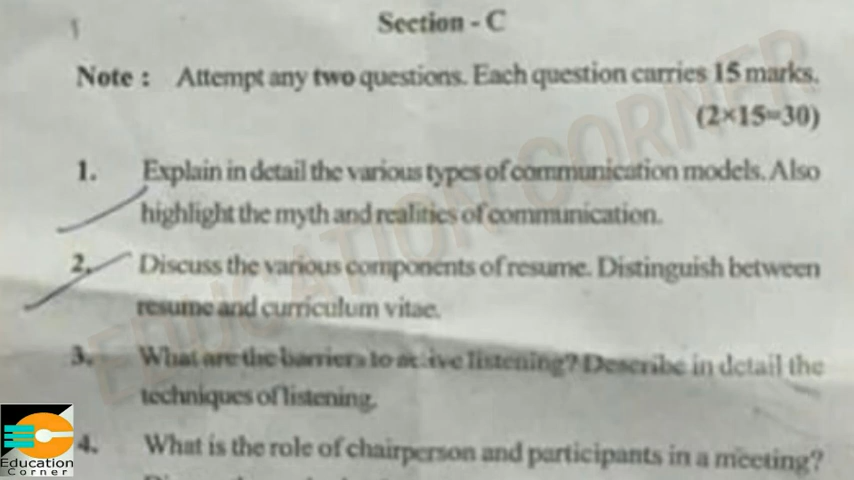 Section - C
Note : Attempt any two questions. Each question carries 15 marks.
(2×15=30)
1. Explain in detail the various types of communication models. Also
highlight the myth and realities of communication.
2. Discuss the various components of resume. Distinguish between
resume and curriculum vitae.
3. What are the barriers to active listening? Describe in detail the
techniques of listening.
4. What is the role of chairperson and participants in a meeting?
EDUCATION CORNER
Education
Corner